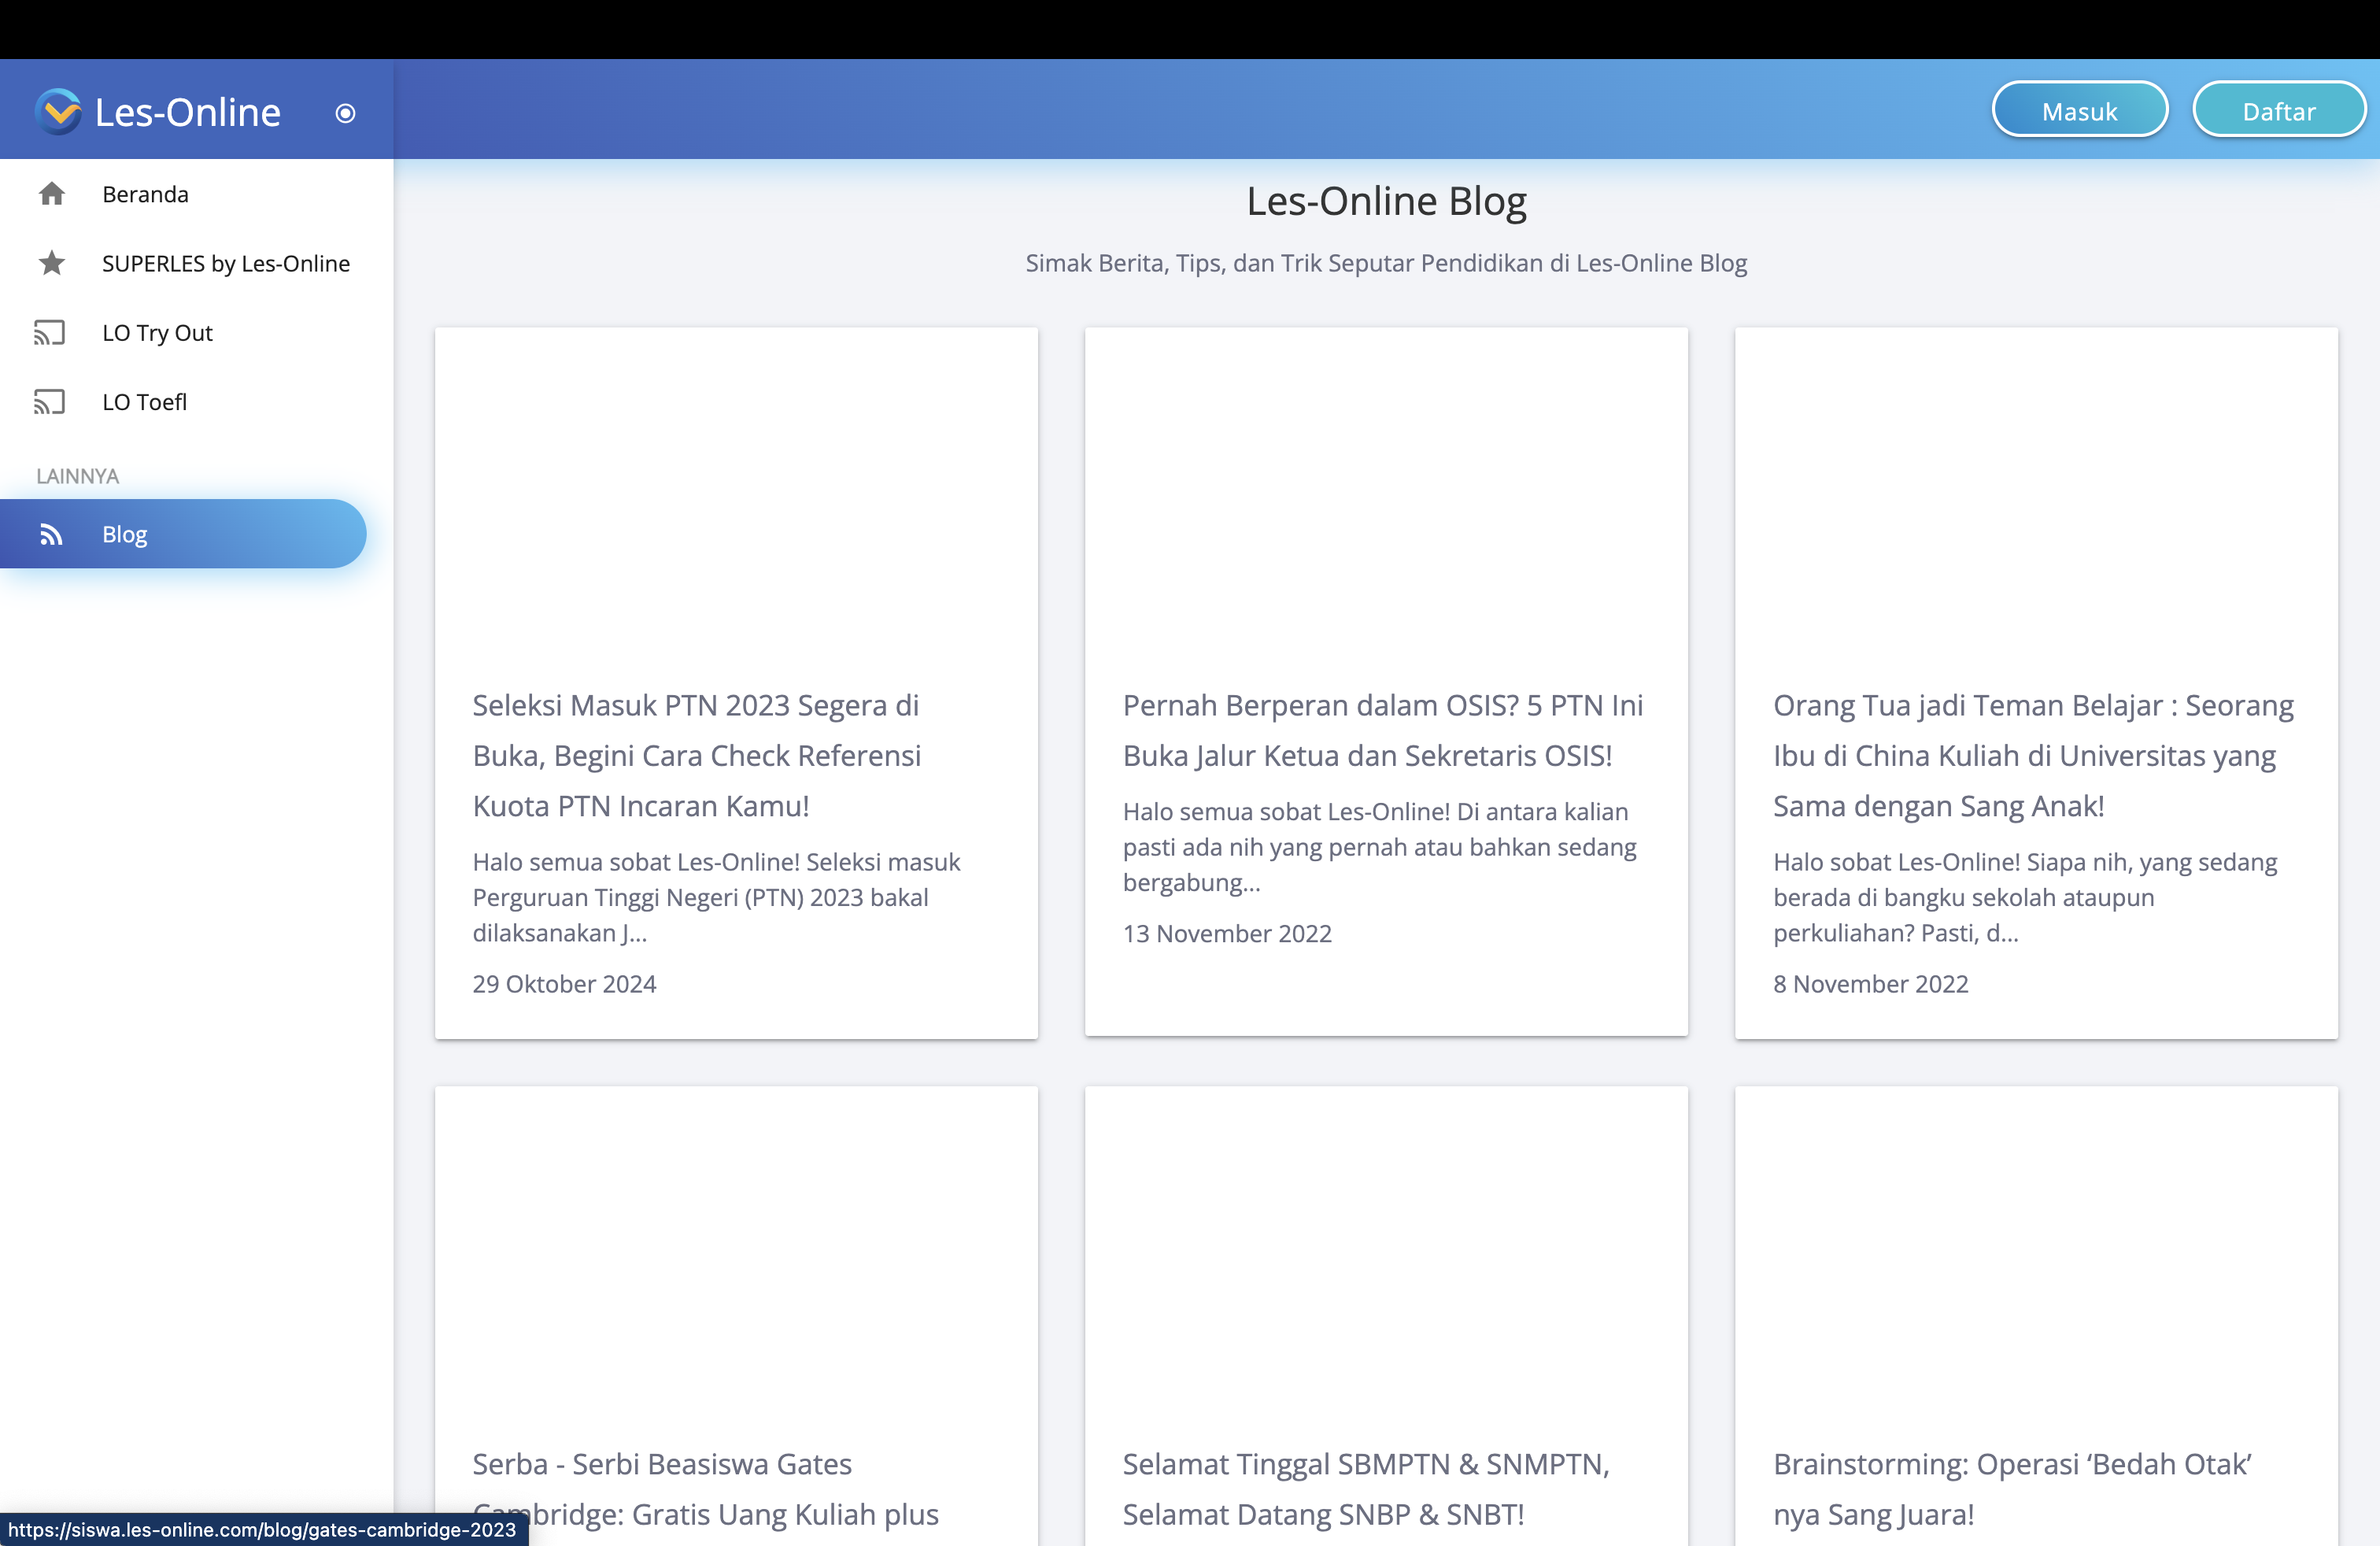 Les-Online
Masuk
Daftar
Beranda
SUPERLES by Les-Online
LO Try Out
LO Toefl
LAINNYA
Blog
Les-Online Blog
Simak Berita, Tips, dan Trik Seputar Pendidikan di Les-Online Blog
Seleksi Masuk PTN 2023 Segera di
Buka, Begini Cara Check Referensi
Kuota PTN Incaran Kamu!
Halo semua sobat Les-Online! Seleksi masuk
Perguruan Tinggi Negeri (PTN) 2023 bakal
dilaksanakan J...
29 Oktober 2024
Pernah Berperan dalam OSIS? 5 PTN Ini
Buka Jalur Ketua dan Sekretaris OSIS!
Halo semua sobat Les-Online! Di antara kalian
pasti ada nih yang pernah atau bahkan sedang
bergabung...
13 November 2022
Orang Tua jadi Teman Belajar : Seorang
Ibu di China Kuliah di Universitas yang
Sama dengan Sang Anak!
Halo sobat Les-Online! Siapa nih, yang sedang
berada di bangku sekolah ataupun
perkuliahan? Pasti, d...
8 November 2022
Serba - Serbi Beasiswa Gates
Cambridge: Gratis Uang Kuliah plus
Selamat Tinggal SBMPTN & SNMPTN,
Selamat Datang SNBP & SNBT!
Brainstorming: Operasi ‘Bedah Otak’
nya Sang Juara!
https://siswa.les-online.com/blog/gates-cambridge-2023